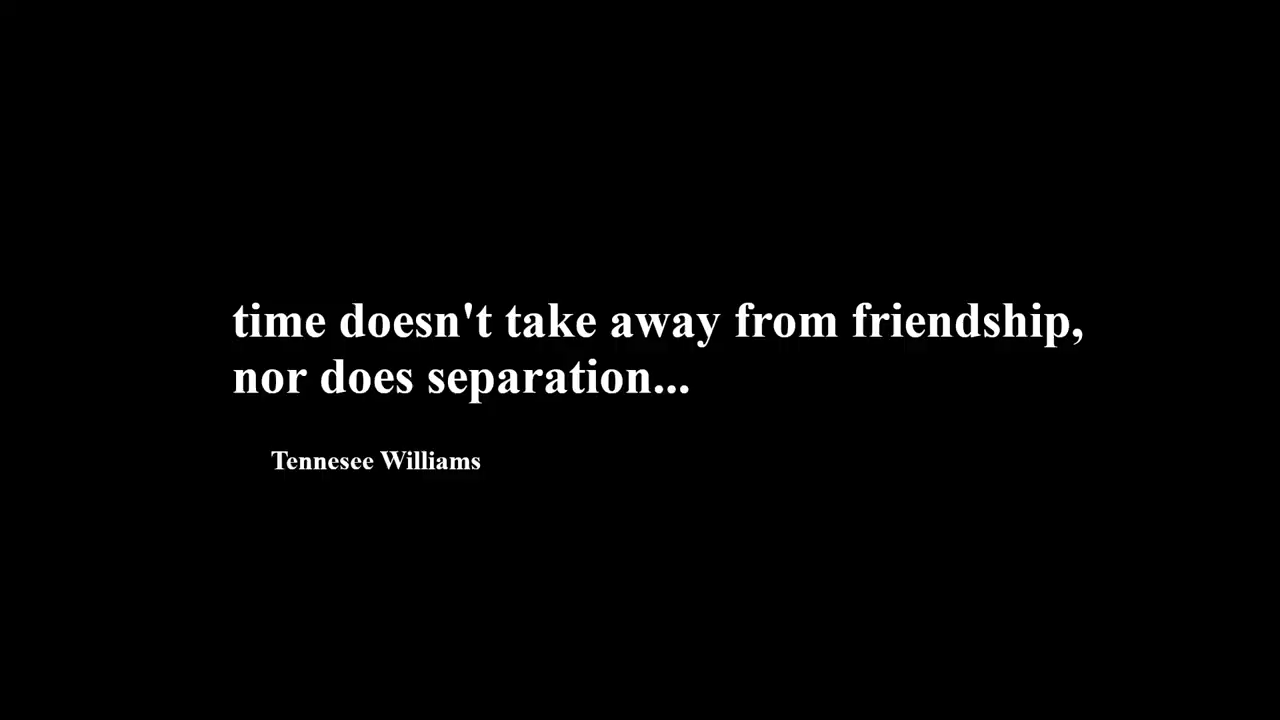 time doesn't take away from friendship,
nor does separation...
Tennesee Williams